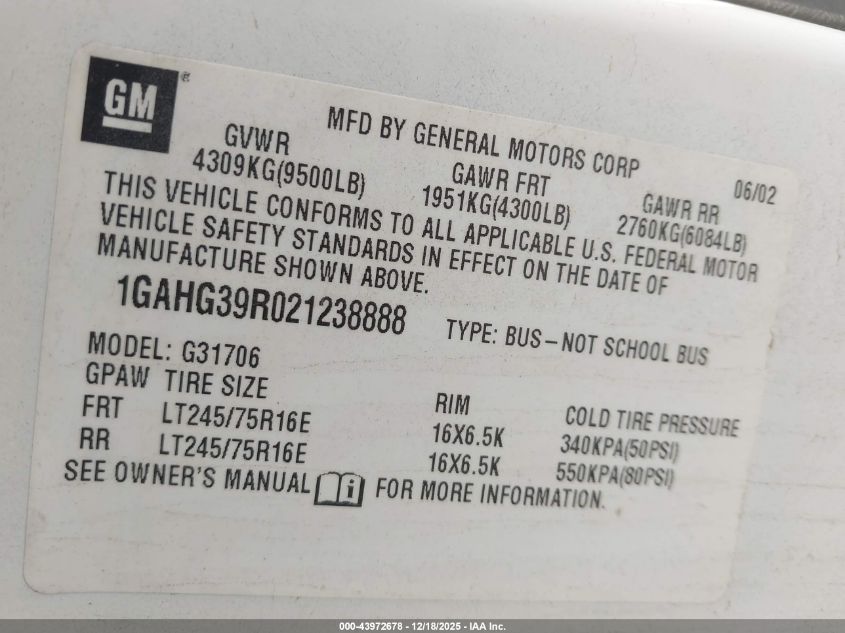 GM ®
MFD BY GENERAL MOTORS CORP 06/02
GVWR GAWR FRT GAWR RR
4309KG(9500LB) 1951KG(4300LB) 2760KG(6084LB)
THIS VEHICLE CONFORMS TO ALL APPLICABLE U.S. FEDERAL MOTOR
VEHICLE SAFETY STANDARDS IN EFFECT ON THE DATE OF
MANUFACTURE SHOWN ABOVE.
1GAHG39R021238888 TYPE: BUS-NOT SCHOOL BUS
MODEL: G31706
GPAW TIRE SIZE RIM COLD TIRE PRESSURE
FRT LT245/75R16E 16X6.5K 340KPA(50PSI)
RR LT245/75R16E 16X6.5K 550KPA(80PSI)
SEE OWNER'S MANUAL i FOR MORE INFORMATION.
000-43972678 - 12/18/2025 - IAA Inc.